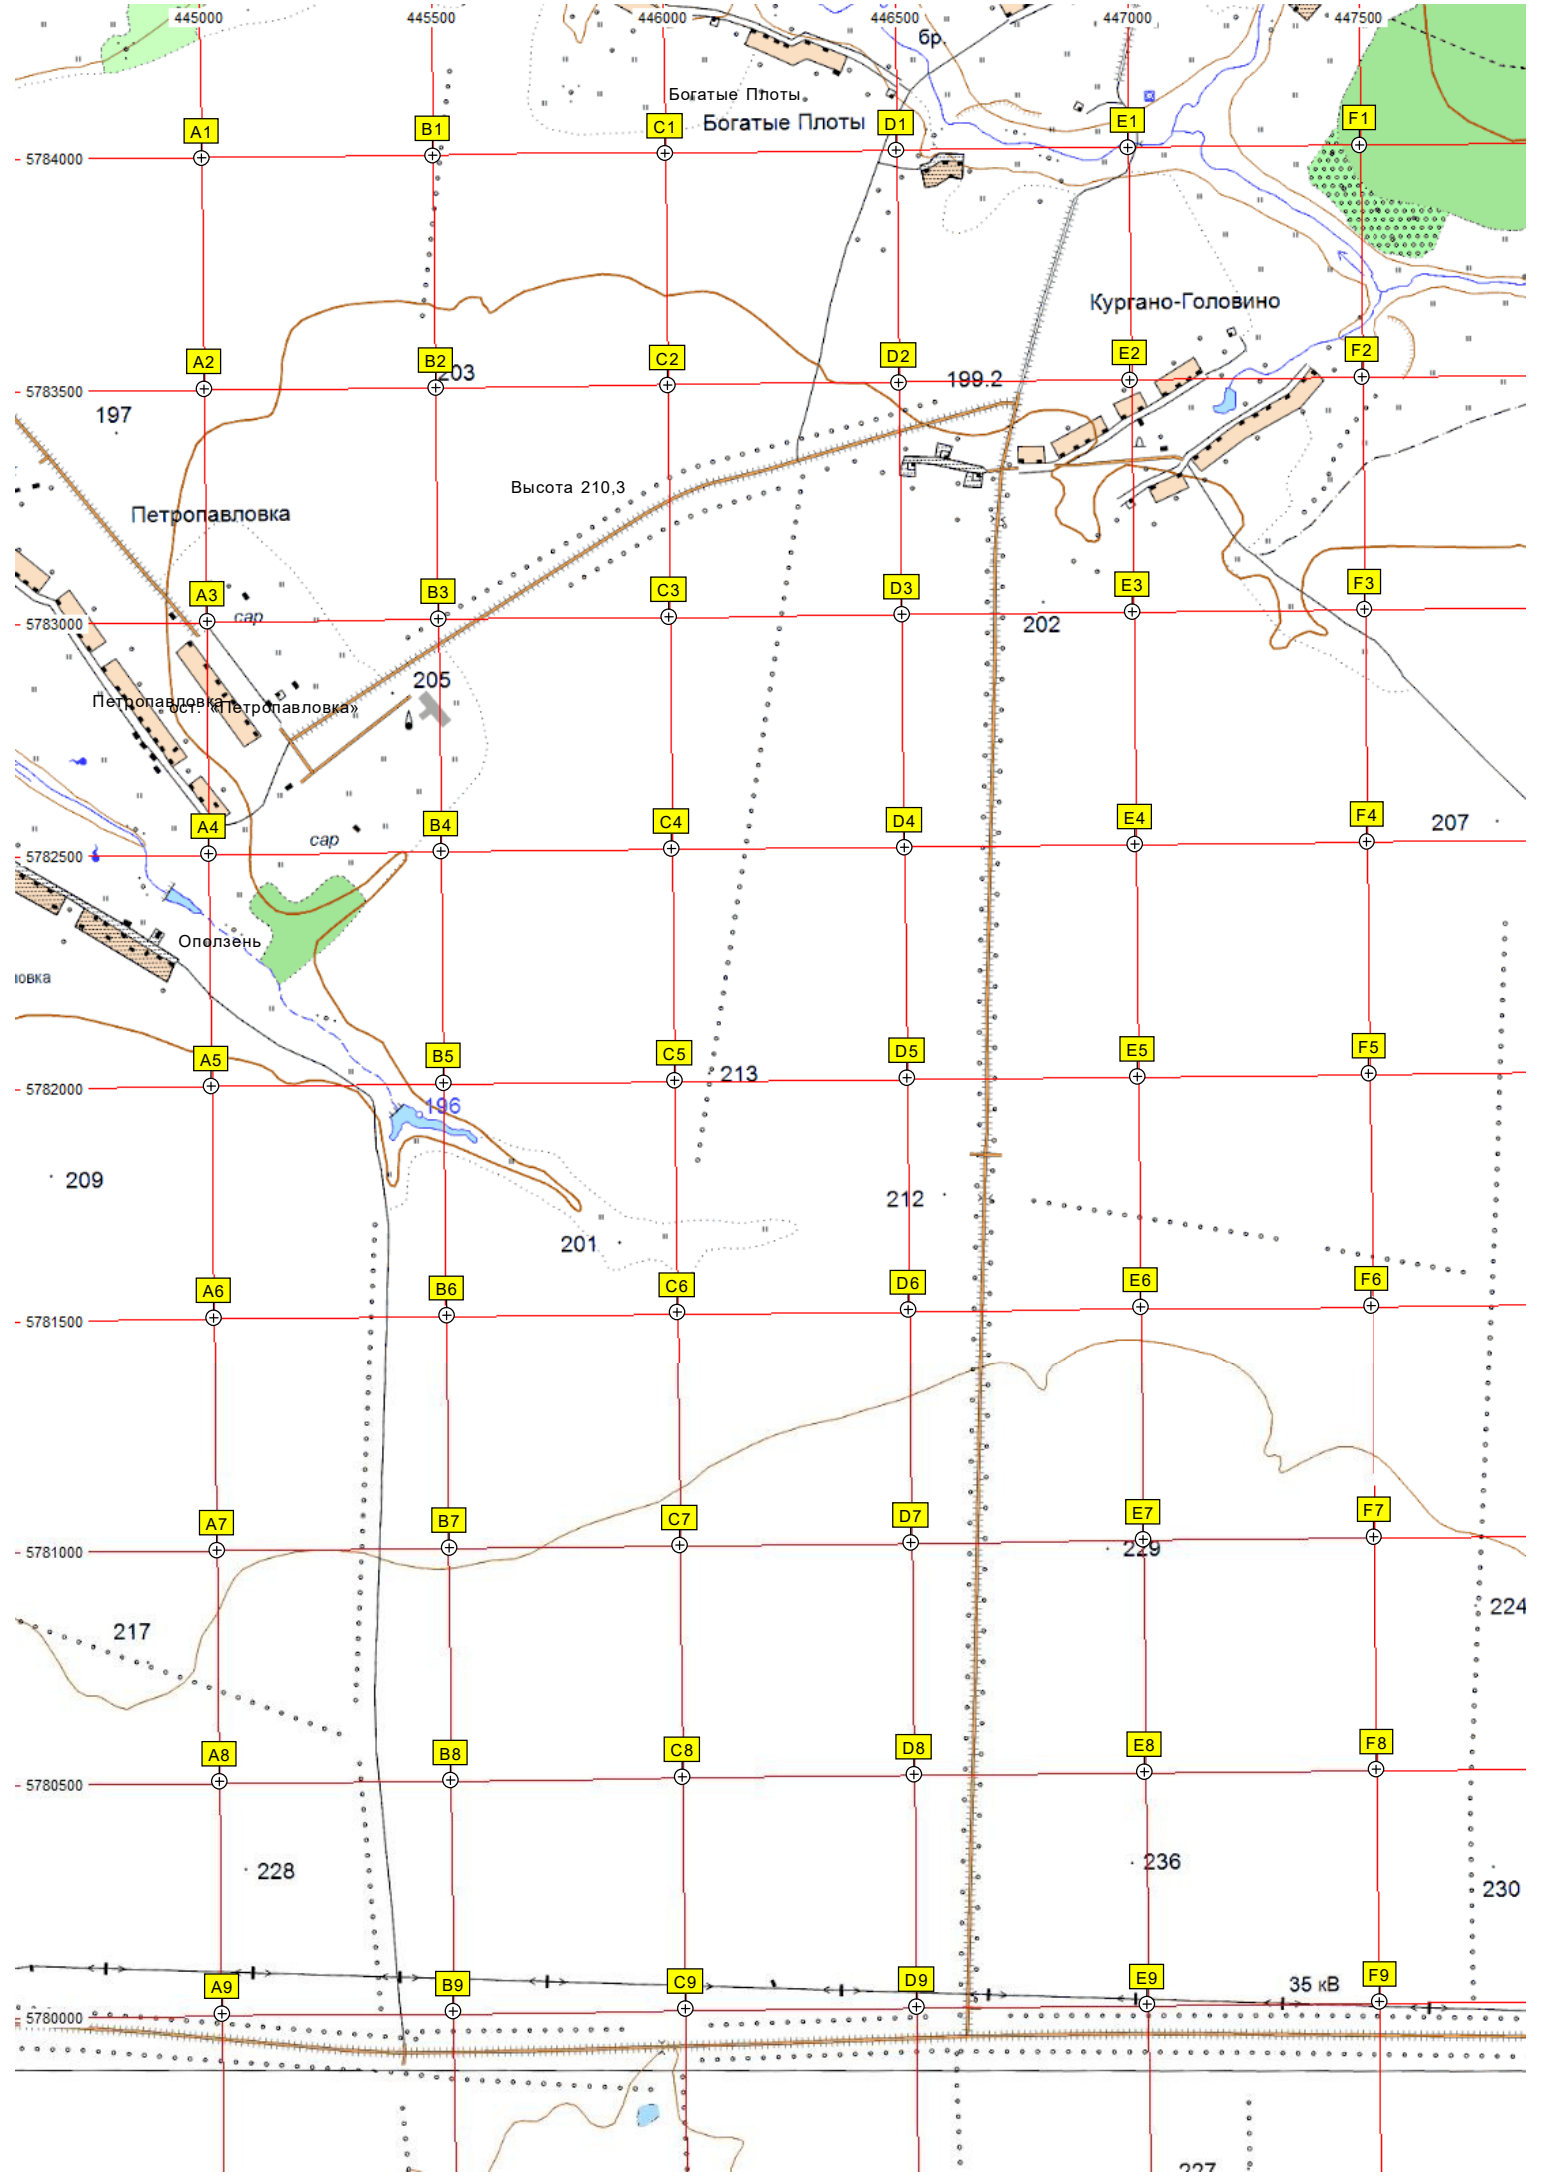 445000 445500 446000 446500 447000 447500
бр.
Богатые Плоты
Богатые Плоты
A1 B1 C1 D1 E1 F1
5784000
Кургано-Головино
A2 B2 C2 D2 E2 F2
203
199.2
5783500
197
Высота 210,3
Петропавловка
A3 B3 C3 D3 E3 F3
сар
5783000
202
205
Петропавловка
ост. «Петропавловка»
A4 B4 C4 D4 E4 F4
207
сар
5782500
Оползень
ловка
A5 B5 C5 D5 E5 F5
213
5782000
196
209
212
201
A6 B6 C6 D6 E6 F6
5781500
A7 B7 C7 D7 E7 F7
5781000
229
224
217
A8 B8 C8 D8 E8 F8
5780500
228
236
230
A9 B9 C9 D9 E9 F9
35 кВ
5780000
227